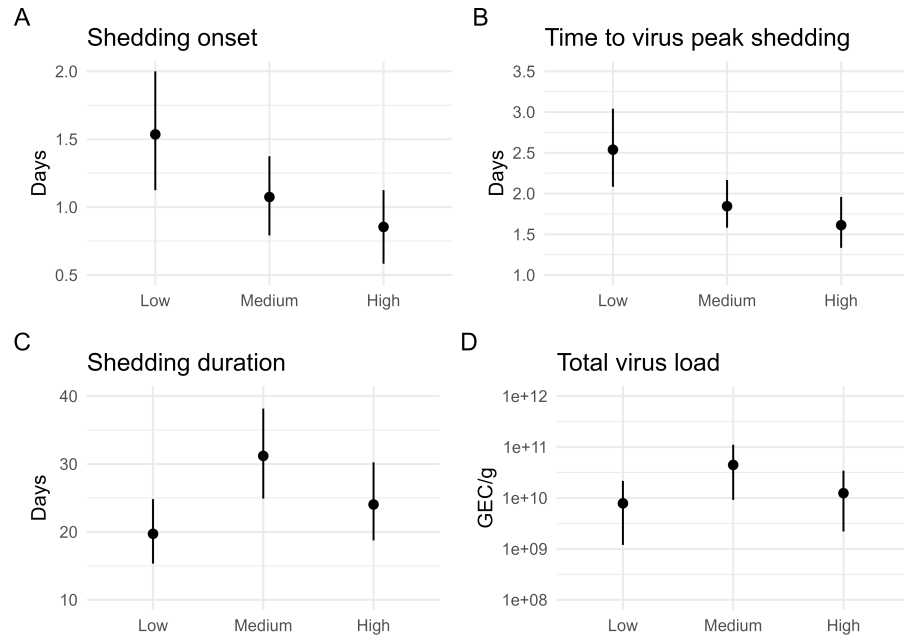 A
Shedding onset
Days
2.0
1.5
1.0
0.5
Low Medium High
B
Time to virus peak shedding
Days
3.5
3.0
2.5
2.0
1.5
1.0
Low Medium High
C
Shedding duration
Days
40
30
20
10
Low Medium High
D
Total virus load
GEC/g
1e+12
1e+11
1e+10
1e+09
1e+08
Low Medium High